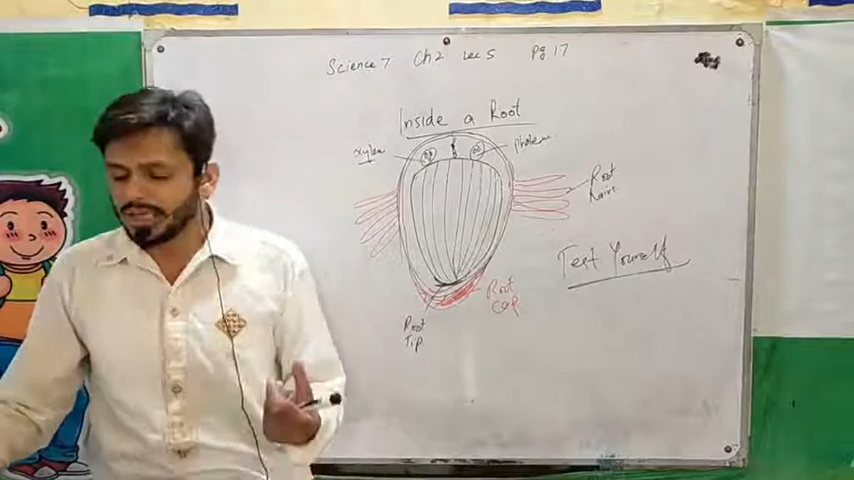 Science 7 Ch 2 Lec 5 Pg 17
Inside a Root
xylem
Phloem
Root
hairs
Test Yourself
Root
Cap
Root
Tip